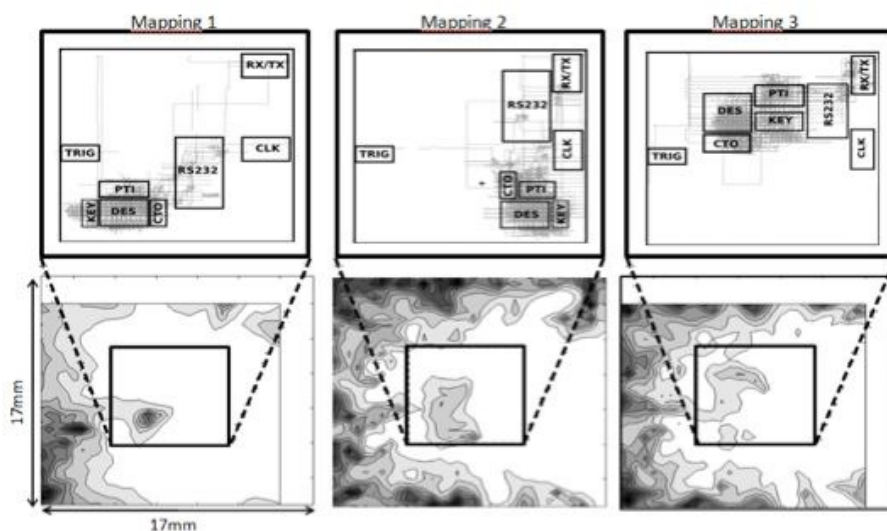 Mapping 1
Mapping 2
Mapping 3
RX/TX
TRIG
RS232
CLK
PTI
KEY
DES
CTO
RX/TX
RS232
TRIG
CLK
CTO
PTI
DES
KEY
RX/TX
DES
PTI
RS232
KEY
CTO
TRIG
CLK
17mm
17mm